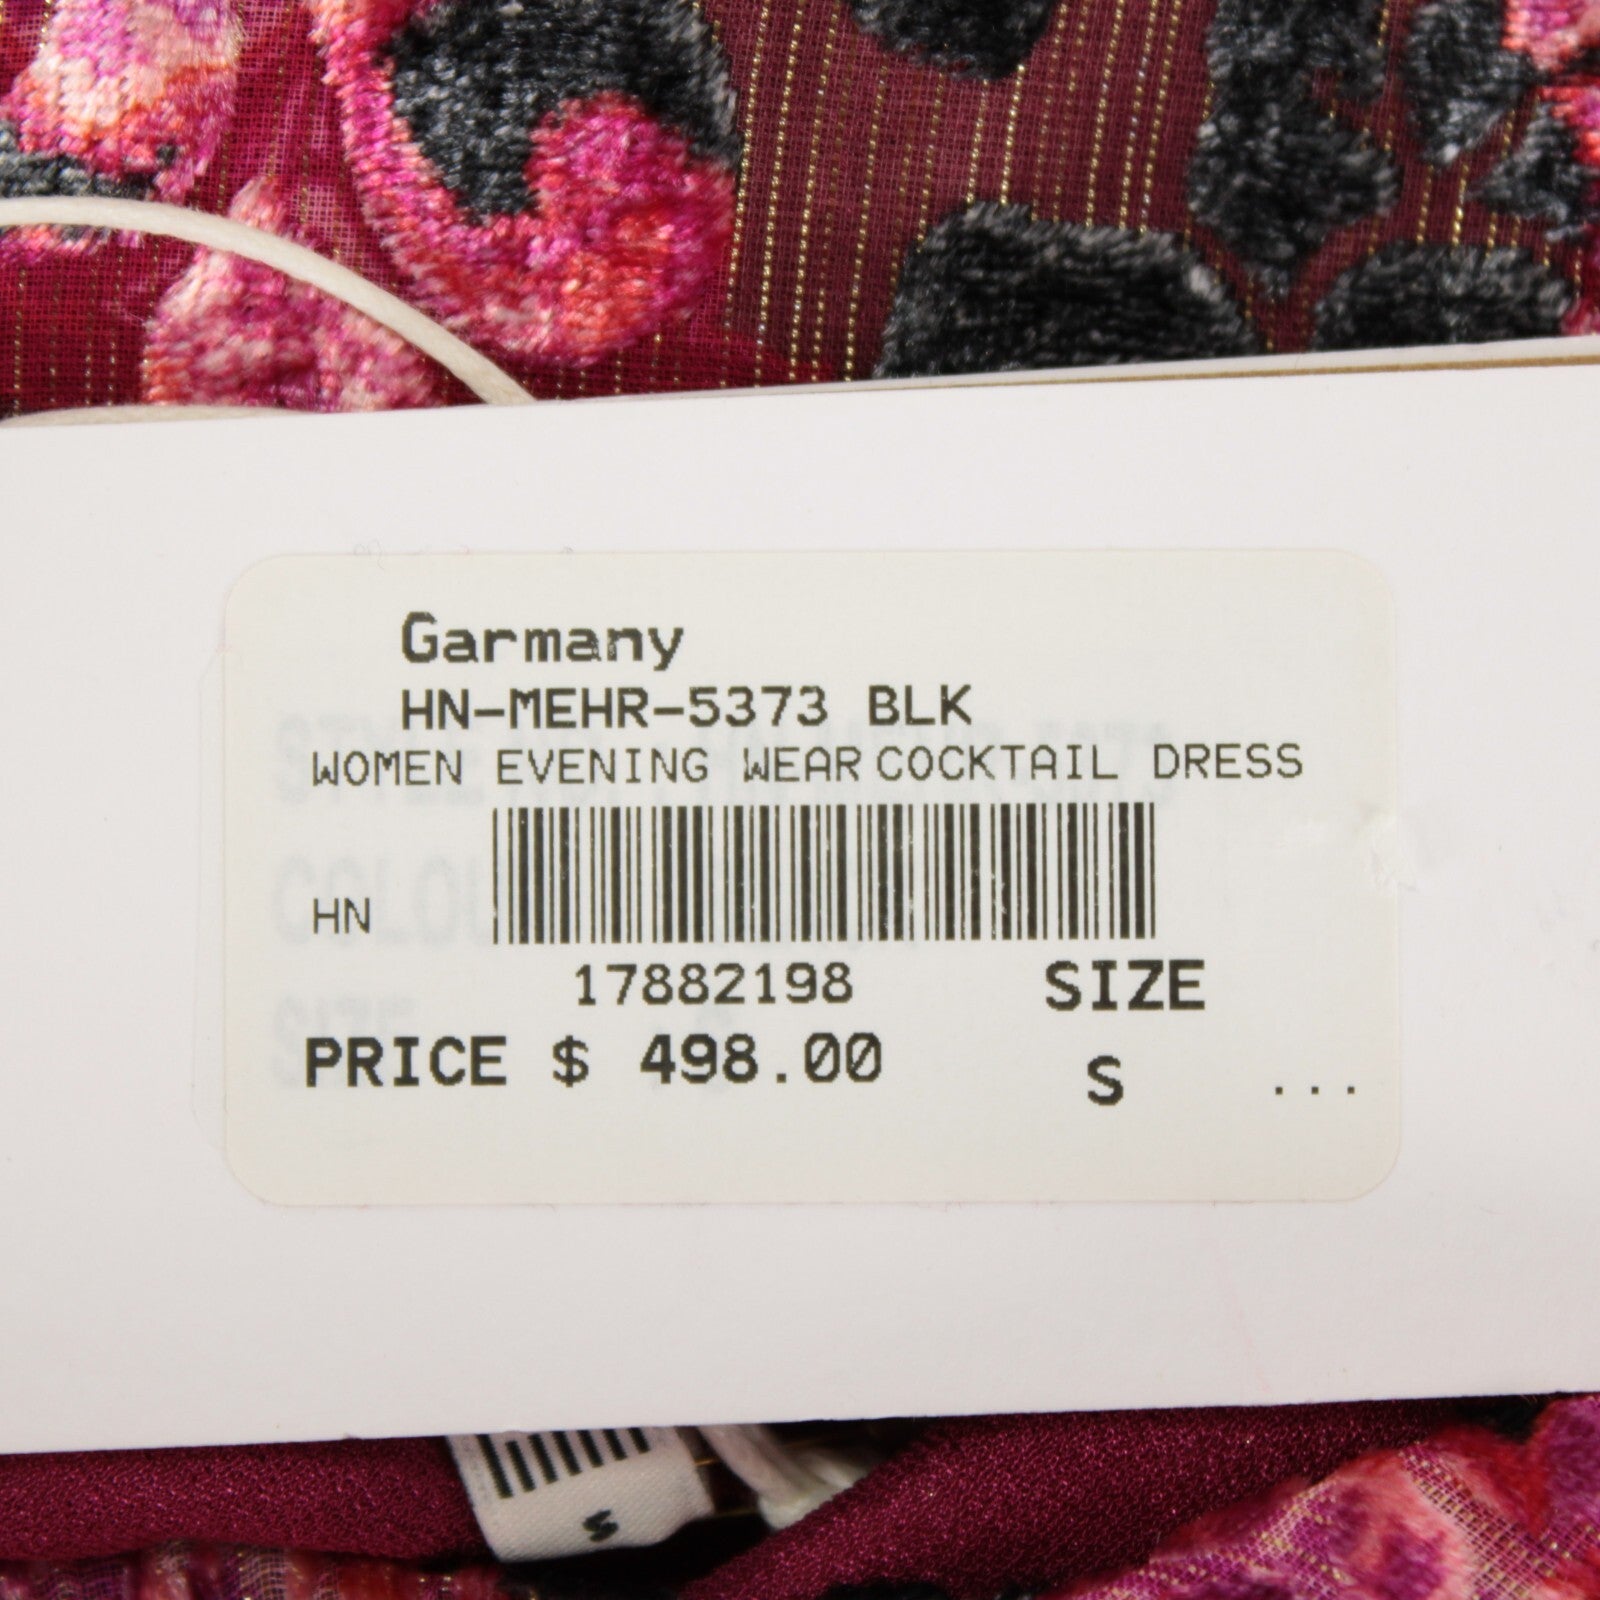 Garmany
HN-MEHR-5373 BLK
WOMEN EVENING WEAR COCKTAIL DRESS
HN
17882198 SIZE
PRICE $ 498.00 S ...